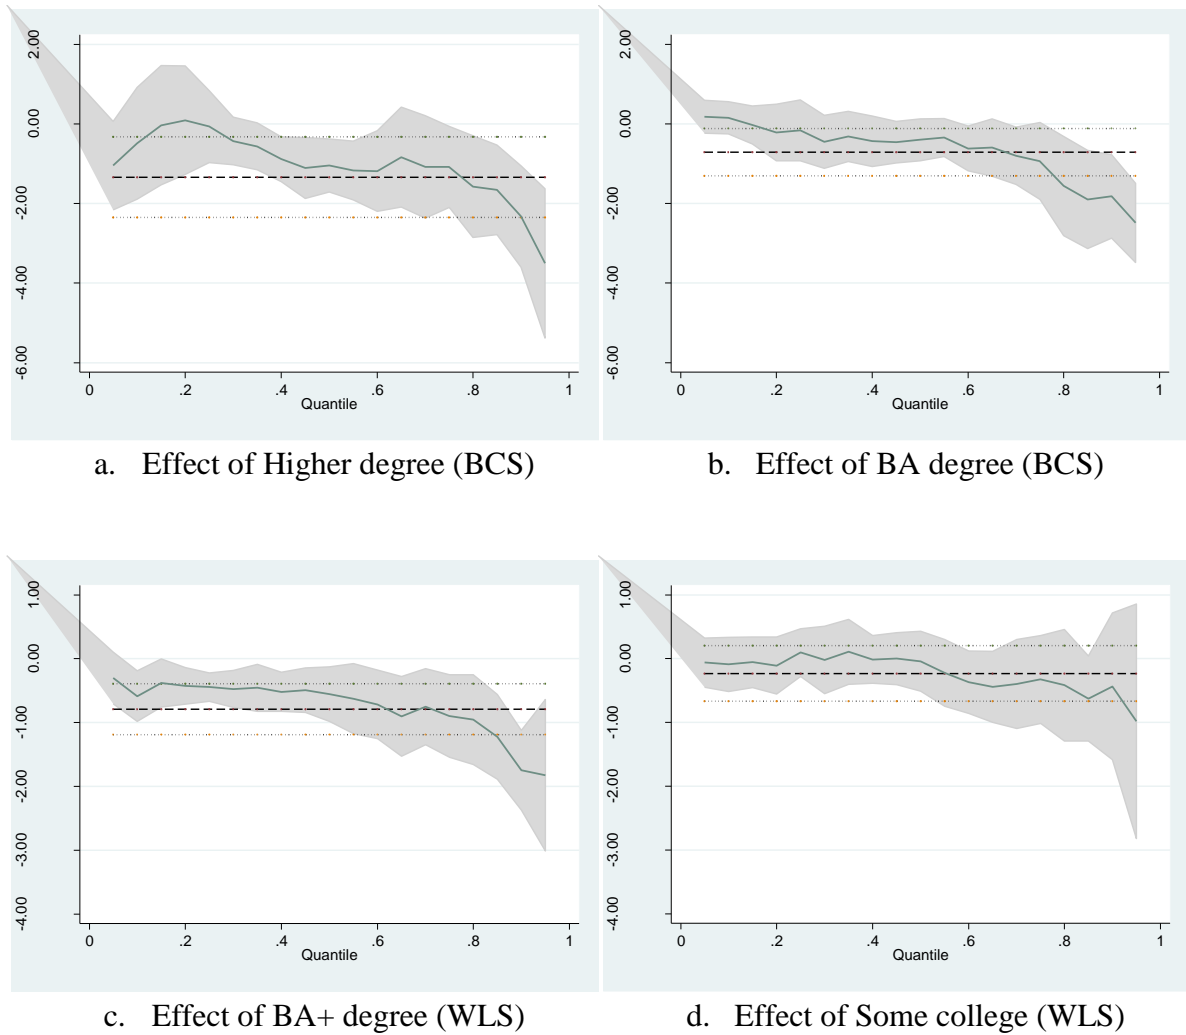 2.00 2.00
0.00 0.00
-2.00 -2.00
-4.00 -4.00
-6.00 -6.00
0 .2 .4 .6 .8 1 0 .2 .4 .6 .8 1
Quantile Quantile
a. Effect of Higher degree (BCS) b. Effect of BA degree (BCS)
1.00 1.00
0.00 0.00
-1.00 -1.00
-2.00 -2.00
-3.00 -3.00
-4.00 -4.00
0 .2 .4 .6 .8 1 0 .2 .4 .6 .8 1
Quantile Quantile
c. Effect of BA+ degree (WLS) d. Effect of Some college (WLS)